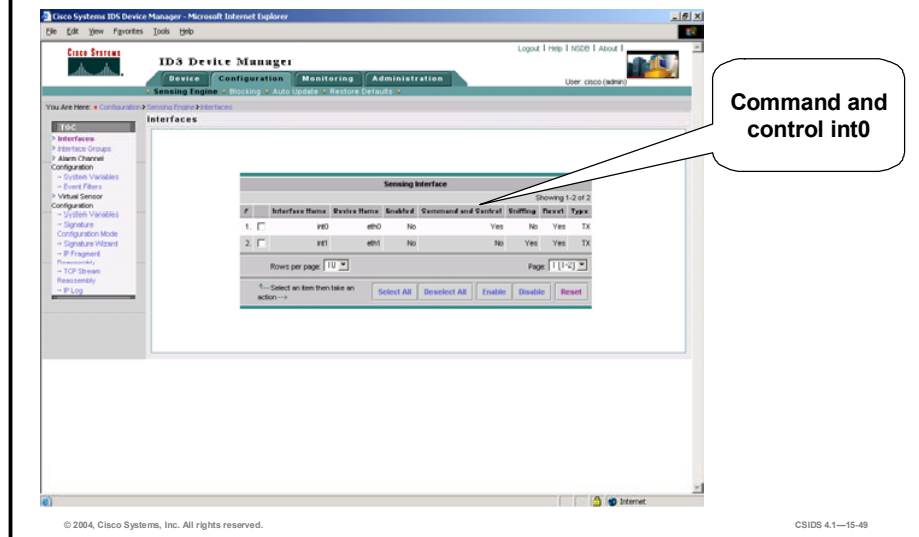 Cisco Systems IDS Device Manager - Microsoft Internet Explorer
File Edit View Favorites Tools Help
CISCO SYSTEMS
IDS Device Manager
Logout | Help | NSDB | About |
Device Configuration Monitoring Administration
User: cisco (admin)
Sensing Engine Blocking Auto Update Restore Defaults
You Are Here: Configuration Sensing Engine Interfaces
TOC
Interfaces
Interface Groups
Alarm Channel Configuration
System Variables
Event Filters
Virtual Sensor Configuration
System Variables
Signature Configuration Mode
Signature Wizard
IP Fragment Reassembly
TCP Stream Reassembly
IP Log
Interfaces
Sensing Interface
Showing 1-2 of 2
# Interface Name Device Name Enabled Command and Control Sniffing Reset Type
1. int0 eth0 No Yes No Yes TX
2. int1 eth1 No No Yes Yes TX
Rows per page: 10 Page: 1 [1-2]
Select an item then take an action -->
Select All Deselect All Enable Disable Reset
Internet
Command and
control int0
© 2004, Cisco Systems, Inc. All rights reserved.
CSIDS 4.1—15-49